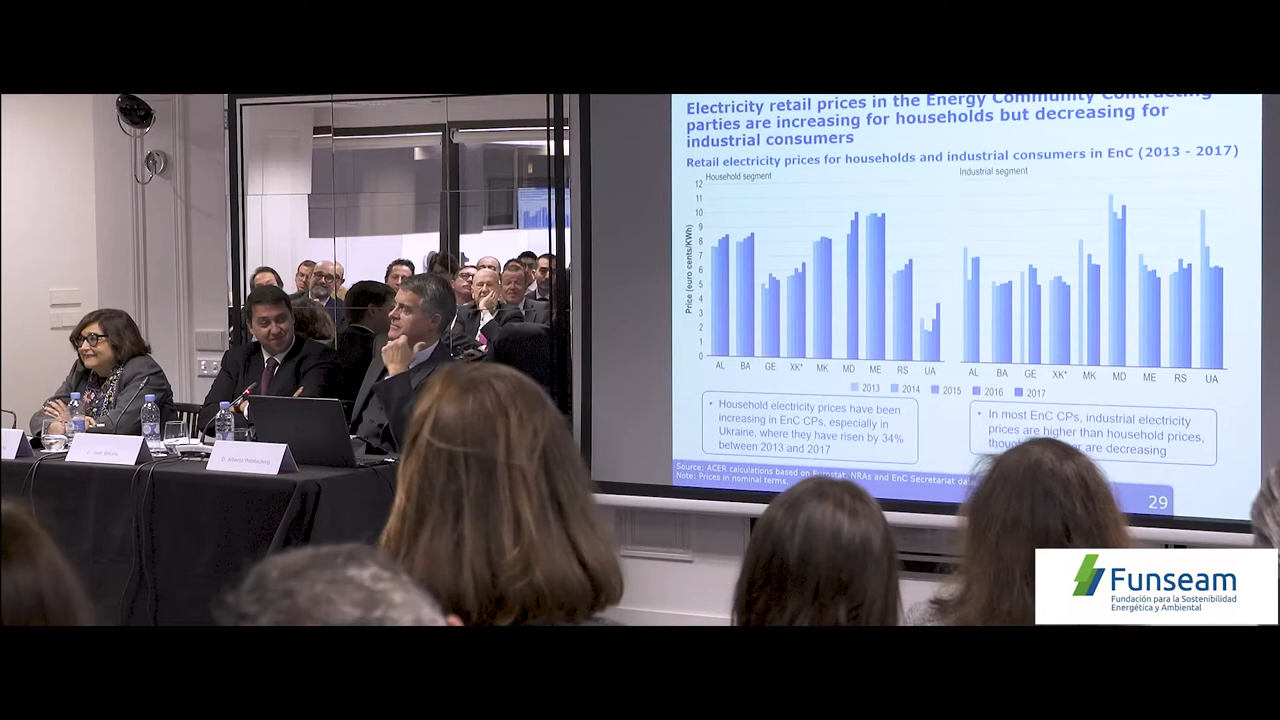 Electricity retail prices in the Energy Community Contracting
parties are increasing for households but decreasing for
industrial consumers
Retail electricity prices for households and industrial consumers in EnC (2013 - 2017)
Household segment
Industrial segment
Price (euro cents/KWh)
12
11
10
9
8
7
6
5
4
3
2
1
0
AL BA GE XK* MK MD ME RS UA
AL BA GE XK* MK MD ME RS UA
2013 2014 2015 2016 2017
• Household electricity prices have been
increasing in EnC CPs, especially in
Ukraine, where they have risen by 34%
between 2013 and 2017
• In most EnC CPs, industrial electricity
prices are higher than household prices,
are decreasing
Source: ACER calculations based on Eurostat, NRAs and EnC Secretariat
Note: Prices in nominal terms.
29
D. Alberto
Funseam
Fundación para la Sostenibilidad
Energética y Ambiental